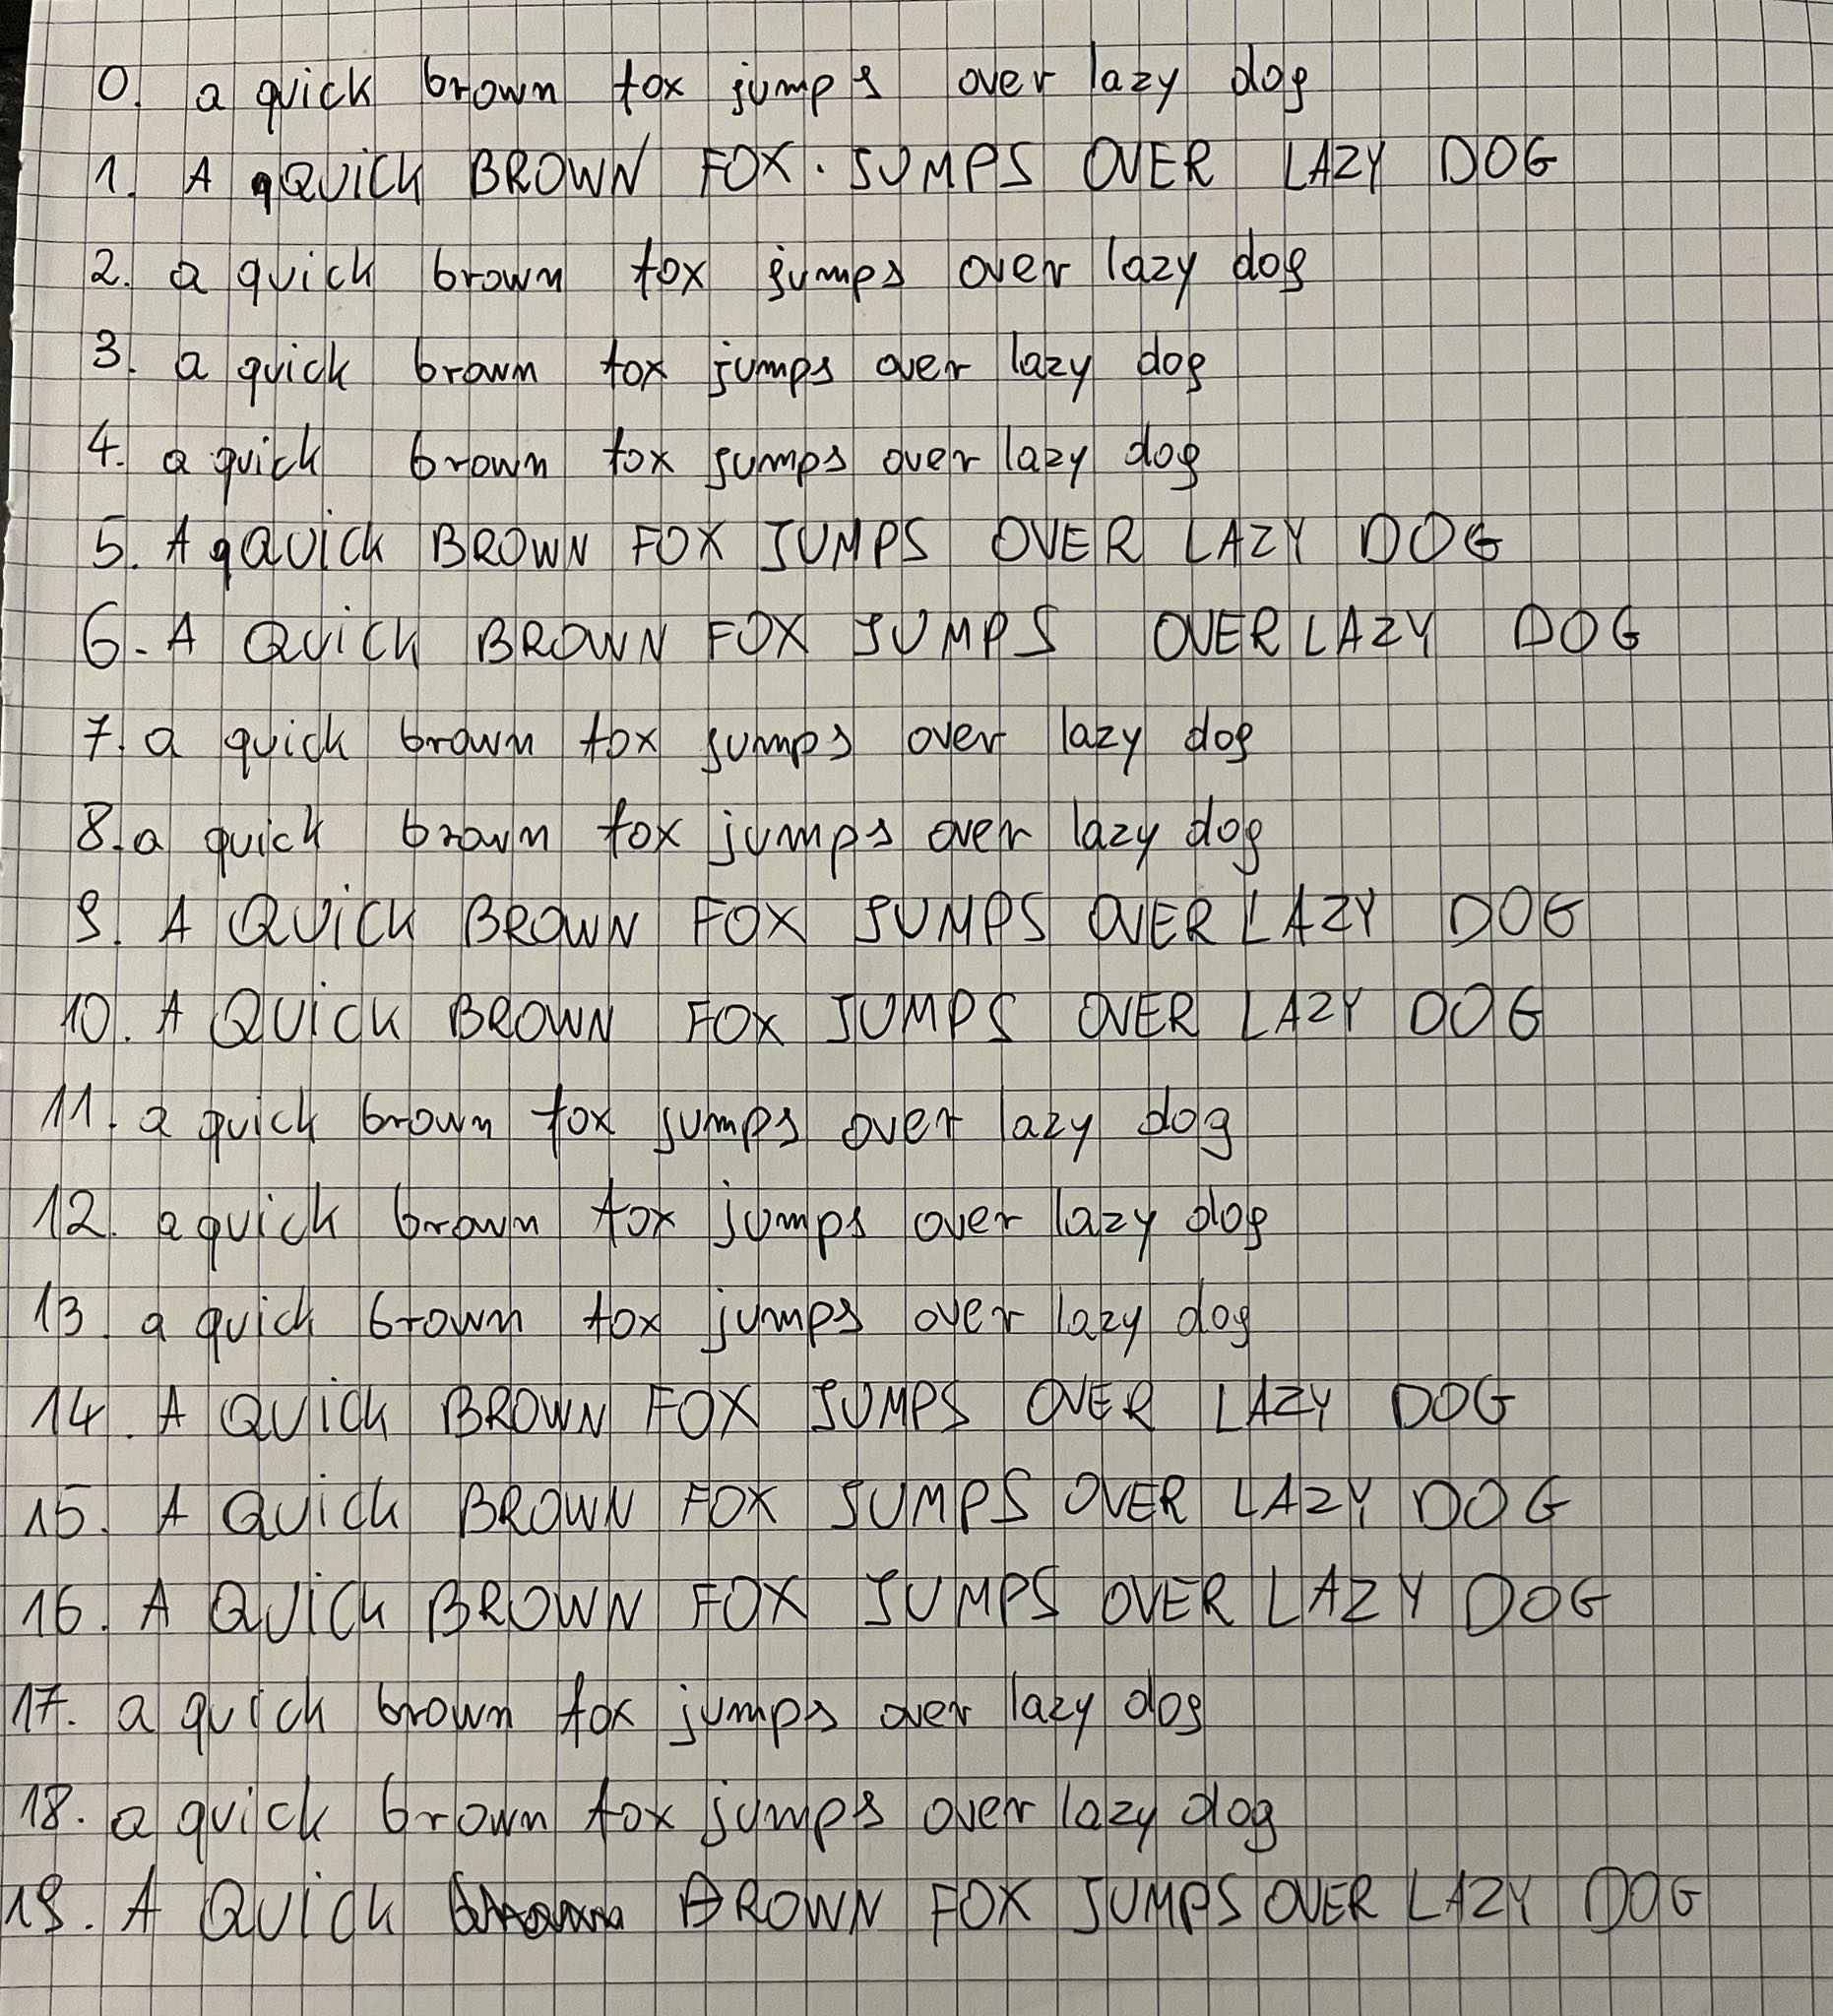 0. a quick brown fox jumps over lazy dog
1. A qQUiCK BROWN FOX. JUMPS OVER LAZY DOG
2. a quick brown fox jumps over lazy dog
3. a quick brown fox jumps over lazy dog
4. a quick brown fox jumps over lazy dog
5. A qQUICK BROWN FOX JUMPS OVER LAZY DOG
6. A QUiCK BROWN FOX JUMPS OVER LAZY DOG
7. a quick brown fox jumps over lazy dog
8. a quick brown fox jumps over lazy dog
9. A QUiCK BROWN FOX JUMPS OVER LAZY DOG
10. A QUiCK BROWN FOX JUMPS OVER LAZY DOG
11. a quick brown fox jumps over lazy dog
12. a quick brown fox jumps over lazy dog
13. a quick brown fox jumps over lazy dog
14. A QUiCK BROWN FOX JUMPS OVER LAZY DOG
15. A QUiCK BROWN FOX JUMPS OVER LAZY DOG
16. A QUiCK BROWN FOX JUMPS OVER LAZY DOG
17. a quick brown fox jumps over lazy dog
18. a quick brown fox jumps over lazy dog
19. A QUICK BROWN FOX JUMPS OVER LAZY DOG